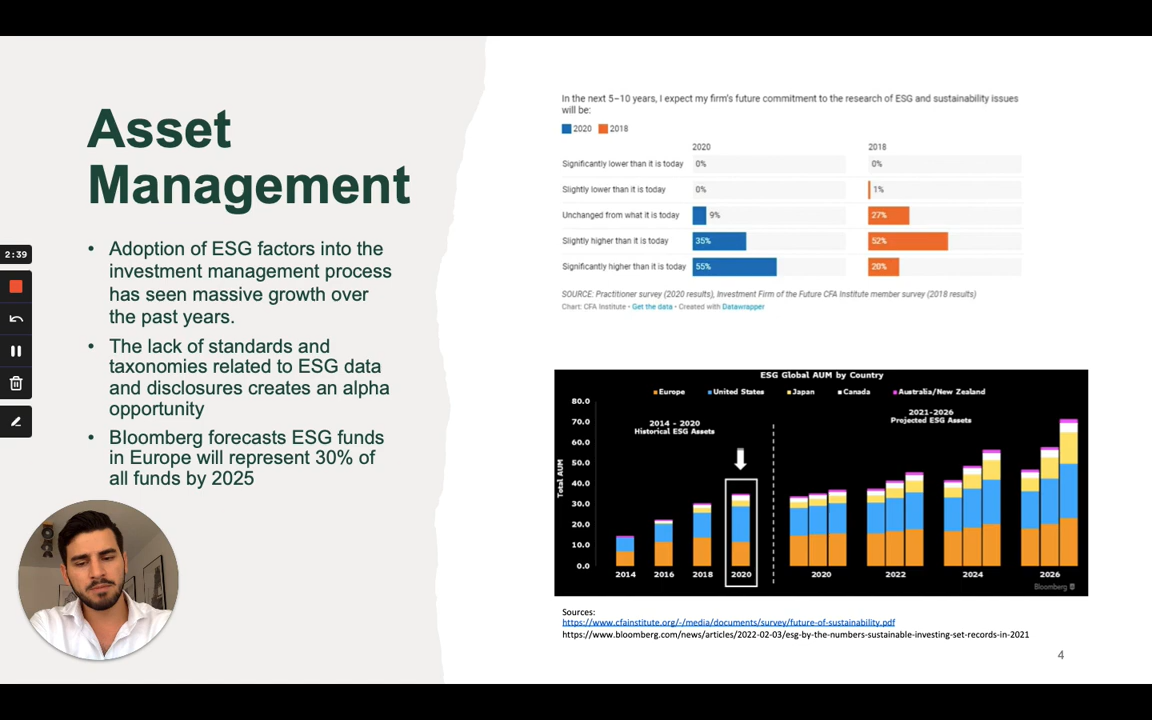 Asset
Management
• Adoption of ESG factors into the
investment management process
has seen massive growth over
the past years.
• The lack of standards and
taxonomies related to ESG data
and disclosures creates an alpha
opportunity
• Bloomberg forecasts ESG funds
in Europe will represent 30% of
all funds by 2025
2:39
In the next 5–10 years, I expect my firm's future commitment to the research of ESG and sustainability issues
will be:
2020 2018
2020 2018
Significantly lower than it is today 0% 0%
Slightly lower than it is today 0% 1%
Unchanged from what it is today 9% 27%
Slightly higher than it is today 35% 52%
Significantly higher than it is today 55% 20%
SOURCE: Practitioner survey (2020 results), Investment Firm of the Future CFA Institute member survey (2018 results)
Chart: CFA Institute • Get the data • Created with Datawrapper
ESG Global AUM by Country
Europe United States Japan Canada Australia/New Zealand
2014 - 2020
Historical ESG Assets
2021-2026
Projected ESG Assets
Total AUM
80.0
70.0
60.0
50.0
40.0
30.0
20.0
10.0
0.0
2014 2016 2018 2020 2020 2022 2024 2026
Bloomberg
Sources:
https://www.cfainstitute.org/-/media/documents/survey/future-of-sustainability.pdf
https://www.bloomberg.com/news/articles/2022-02-03/esg-by-the-numbers-sustainable-investing-set-records-in-2021
4